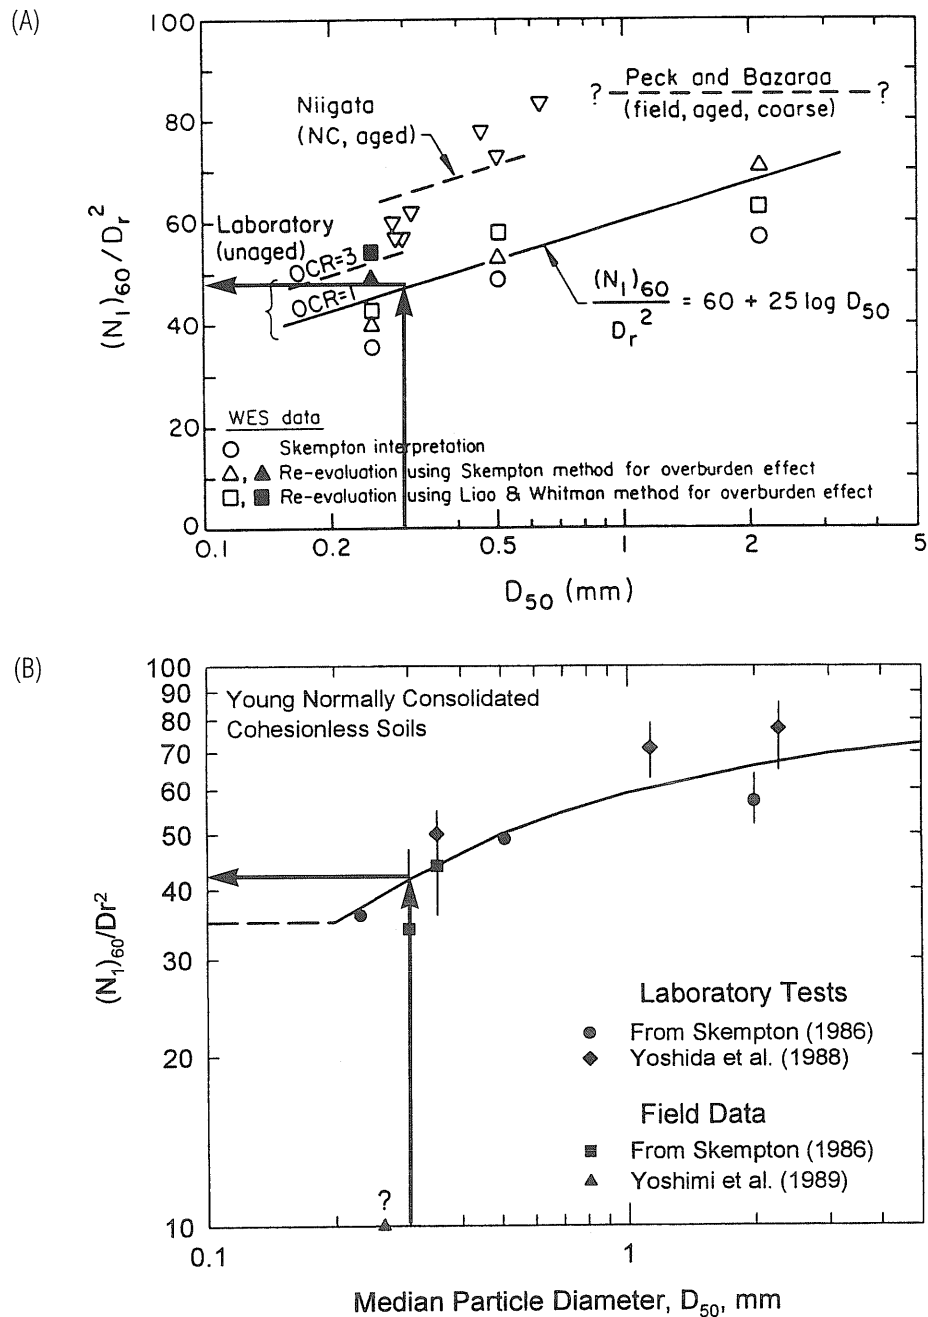 (A)
100
80
60
40
20
0
(N1)60/Dr2
Niigata
(NC, aged)
? Peck and Bazaraa ?
(field, aged, coarse)
Laboratory
(unaged)
OCR=3
OCR=1
(N1)60
Dr2
= 60 + 25 log D50
WES data
Skempton interpretation
, Re-evaluation using Skempton method for overburden effect
, Re-evaluation using Liao & Whitman method for overburden effect
0.1 0.2 0.5 1 2 5
D50 (mm)
(B)
100
90
80
70
60
50
40
30
20
10
(N1)60/Dr2
Young Normally Consolidated
Cohesionless Soils
Laboratory Tests
From Skempton (1986)
Yoshida et al. (1988)
Field Data
From Skempton (1986)
Yoshimi et al. (1989)
?
0.1 1
Median Particle Diameter, D50, mm